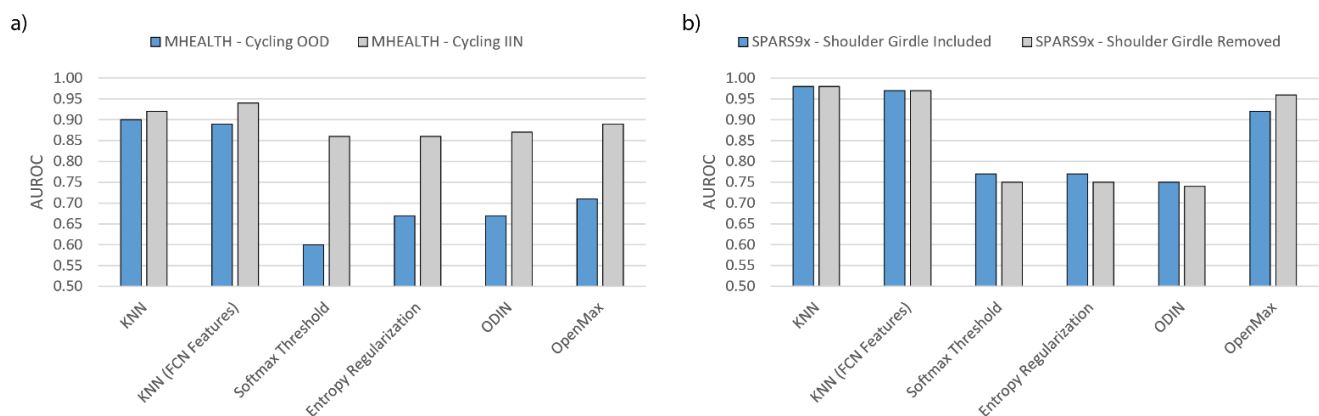 a)
MHEALTH - Cycling OOD
MHEALTH - Cycling IIN
AUROC
1.00
0.95
0.90
0.85
0.80
0.75
0.70
0.65
0.60
0.55
0.50
KNN
KNN (FCN Features)
Softmax Threshold
Entropy Regularization
ODIN
OpenMax
b)
SPARS9x - Shoulder Girdle Included
SPARS9x - Shoulder Girdle Removed
AUROC
1.00
0.95
0.90
0.85
0.80
0.75
0.70
0.65
0.60
0.55
0.50
KNN
KNN (FCN Features)
Softmax Threshold
Entropy Regularization
ODIN
OpenMax